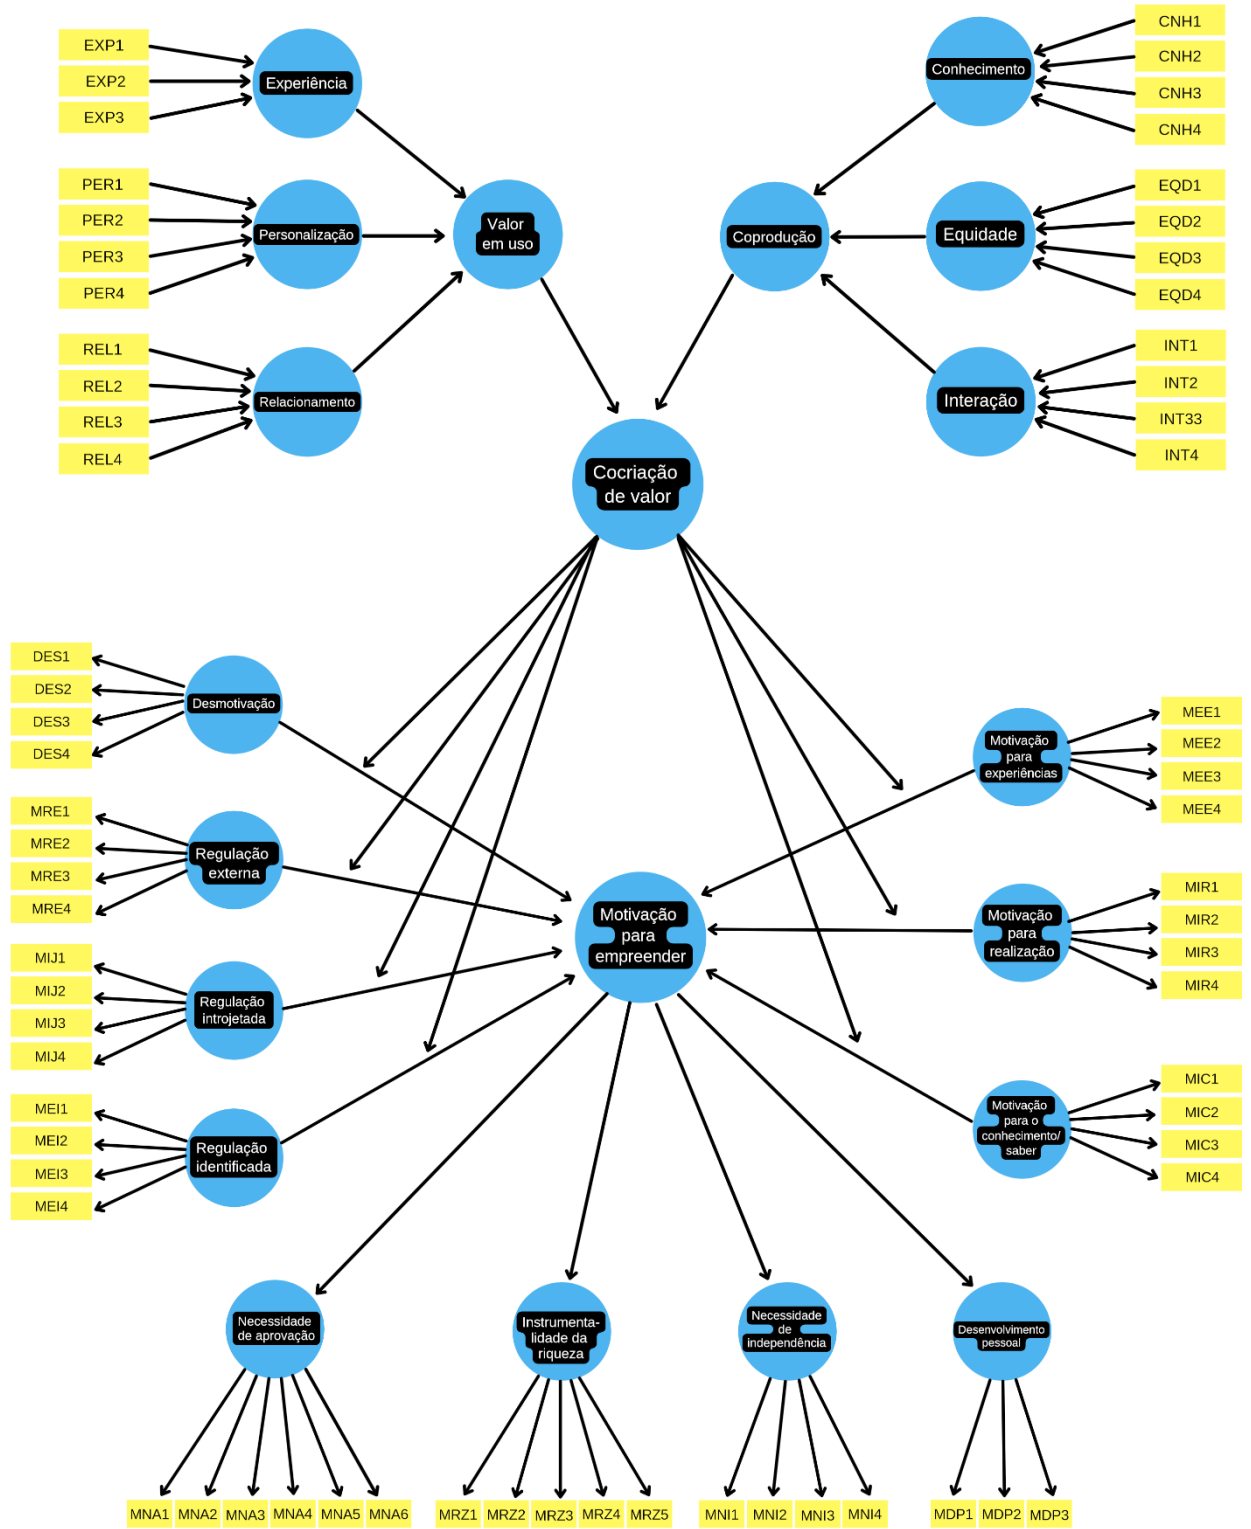 EXP1
EXP2
EXP3
Experiência
PER1
PER2
PER3
PER4
Personalização
REL1
REL2
REL3
REL4
Relacionamento
Valor
em uso
CNH1
CNH2
CNH3
CNH4
Conhecimento
EQD1
EQD2
EQD3
EQD4
Equidade
INT1
INT2
INT33
INT4
Interação
Coprodução
Cocriação
de valor
DES1
DES2
DES3
DES4
Desmotivação
MRE1
MRE2
MRE3
MRE4
Regulação
externa
MIJ1
MIJ2
MIJ3
MIJ4
Regulação
introjetada
MEI1
MEI2
MEI3
MEI4
Regulação
identificada
Motivação
para
empreender
Motivação
para
experiências
MEE1
MEE2
MEE3
MEE4
Motivação
para
realização
MIR1
MIR2
MIR3
MIR4
Motivação
para o
conhecimento/
saber
MIC1
MIC2
MIC3
MIC4
Necessidade
de aprovação
MNA1
MNA2
MNA3
MNA4
MNA5
MNA6
Instrumenta-
lidade da
riqueza
MRZ1
MRZ2
MRZ3
MRZ4
MRZ5
Necessidade
de
independência
MNI1
MNI2
MNI3
MNI4
Desenvolvimento
pessoal
MDP1
MDP2
MDP3